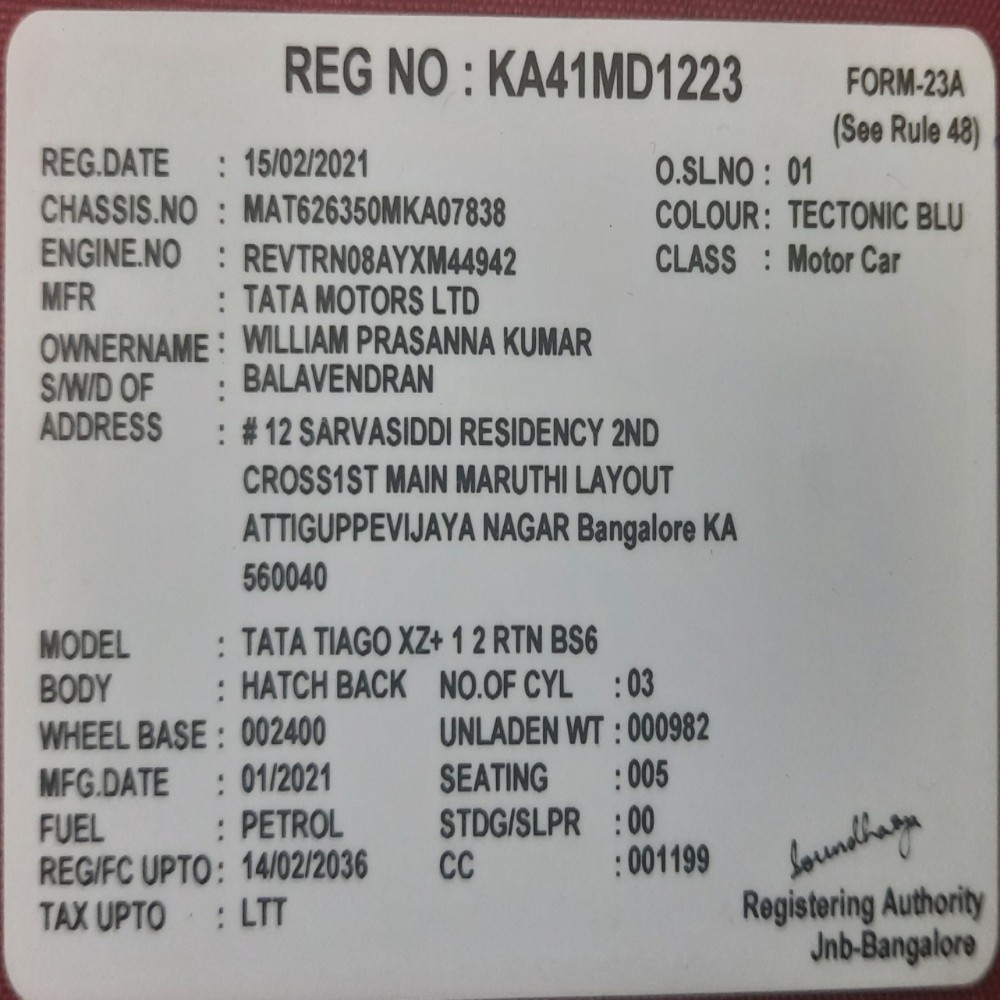 REG NO : KA41MD1223
FORM-23A
(See Rule 48)
REG.DATE : 15/02/2021 O.SLNO : 01
CHASSIS.NO : MAT626350MKA07838 COLOUR : TECTONIC BLU
ENGINE.NO : REVTRN08AYXM44942 CLASS : Motor Car
MFR : TATA MOTORS LTD
OWNERNAME : WILLIAM PRASANNA KUMAR
S/W/D OF : BALAVENDRAN
ADDRESS : # 12 SARVASIDDI RESIDENCY 2ND
CROSS1ST MAIN MARUTHI LAYOUT
ATTIGUPPEVIJAYA NAGAR Bangalore KA
560040
MODEL : TATA TIAGO XZ+ 1 2 RTN BS6
BODY : HATCH BACK NO.OF CYL : 03
WHEEL BASE : 002400 UNLADEN WT : 000982
MFG.DATE : 01/2021 SEATING : 005
FUEL : PETROL STDG/SLPR : 00
REG/FC UPTO : 14/02/2036 CC : 001199
TAX UPTO : LTT
Registering Authority
Jnb-Bangalore